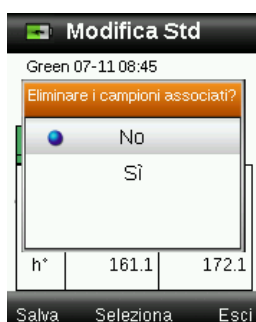 Modifica Std
Green 07-11 08:45
Eliminare i campioni associati?
No
Sì
h° 161.1 172.1
Salva Seleziona Esci